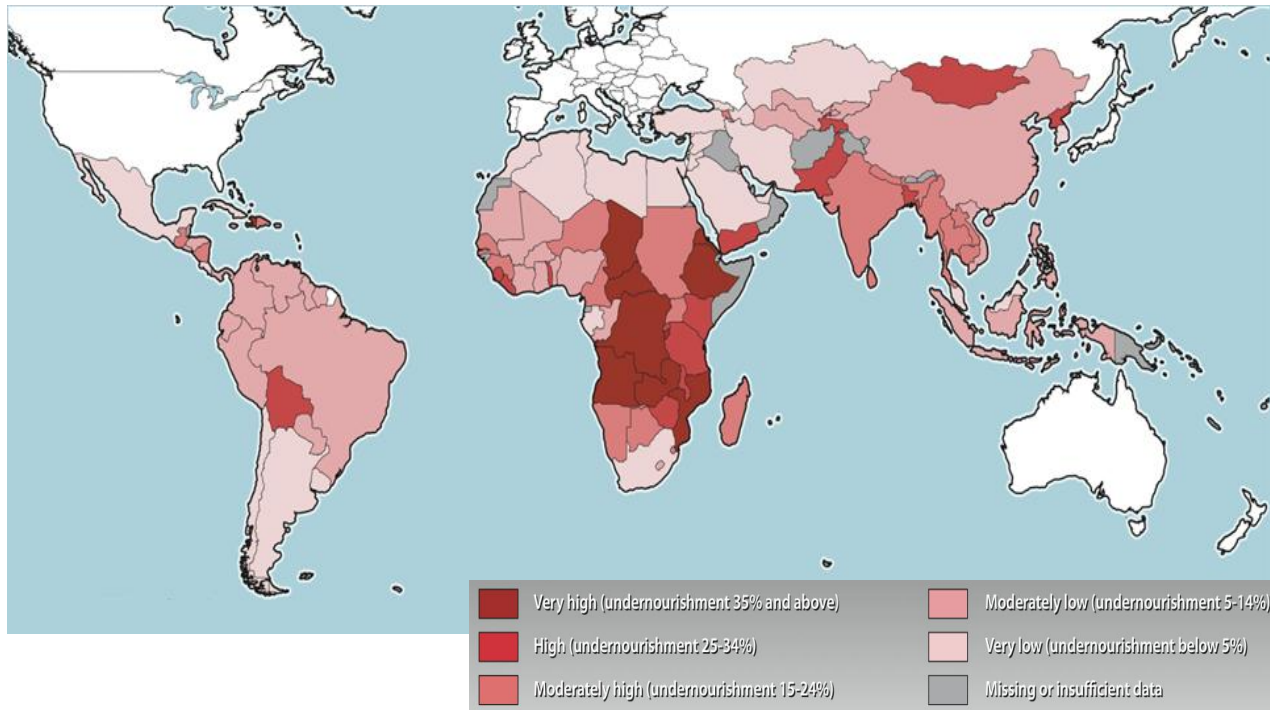 Very high (undernourishment 35% and above)
High (undernourishment 25-34%)
Moderately high (undernourishment 15-24%)
Moderately low (undernourishment 5-14%)
Very low (undernourishment below 5%)
Missing or insufficient data